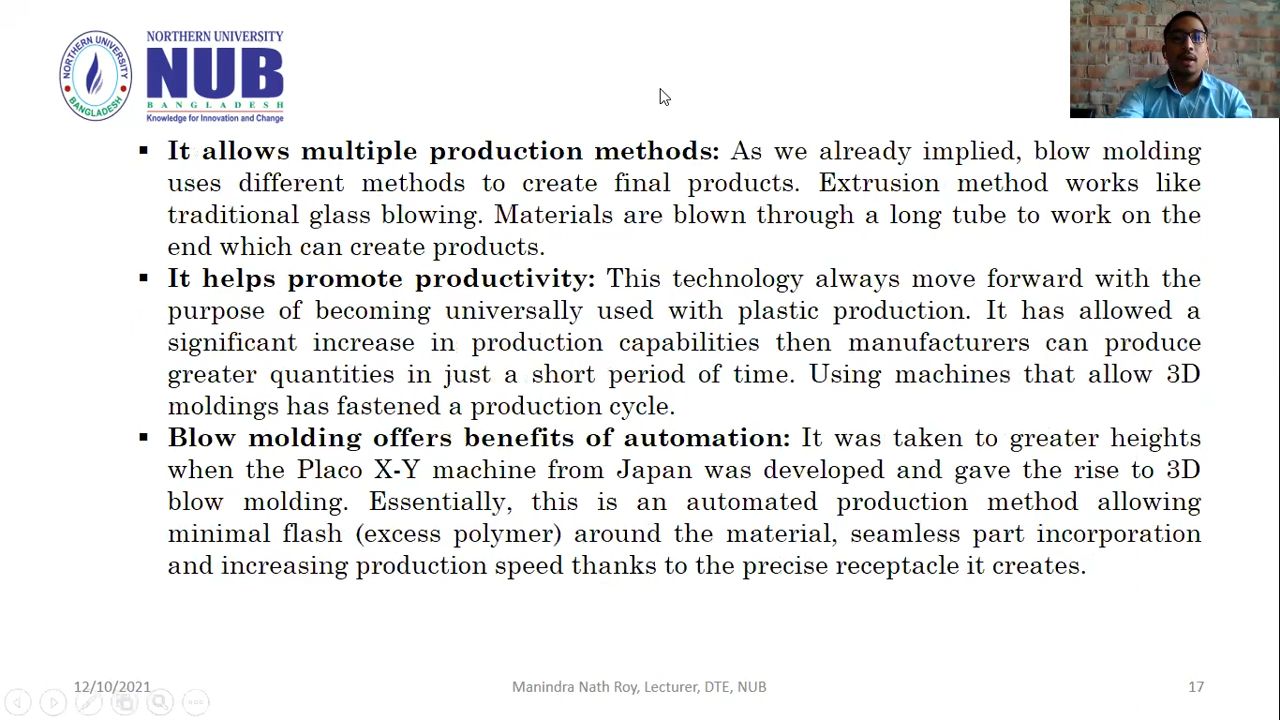 NORTHERN UNIVERSITY
NUB
BANGLADESH
Knowledge for Innovation and Change
NORTHERN UNIVERSITY
BANGLADESH
▪ It allows multiple production methods: As we already implied, blow molding
uses different methods to create final products. Extrusion method works like
traditional glass blowing. Materials are blown through a long tube to work on the
end which can create products.
▪ It helps promote productivity: This technology always move forward with the
purpose of becoming universally used with plastic production. It has allowed a
significant increase in production capabilities then manufacturers can produce
greater quantities in just a short period of time. Using machines that allow 3D
moldings has fastened a production cycle.
▪ Blow molding offers benefits of automation: It was taken to greater heights
when the Placo X-Y machine from Japan was developed and gave the rise to 3D
blow molding. Essentially, this is an automated production method allowing
minimal flash (excess polymer) around the material, seamless part incorporation
and increasing production speed thanks to the precise receptacle it creates.
12/10/2021
Manindra Nath Roy, Lecturer, DTE, NUB
17